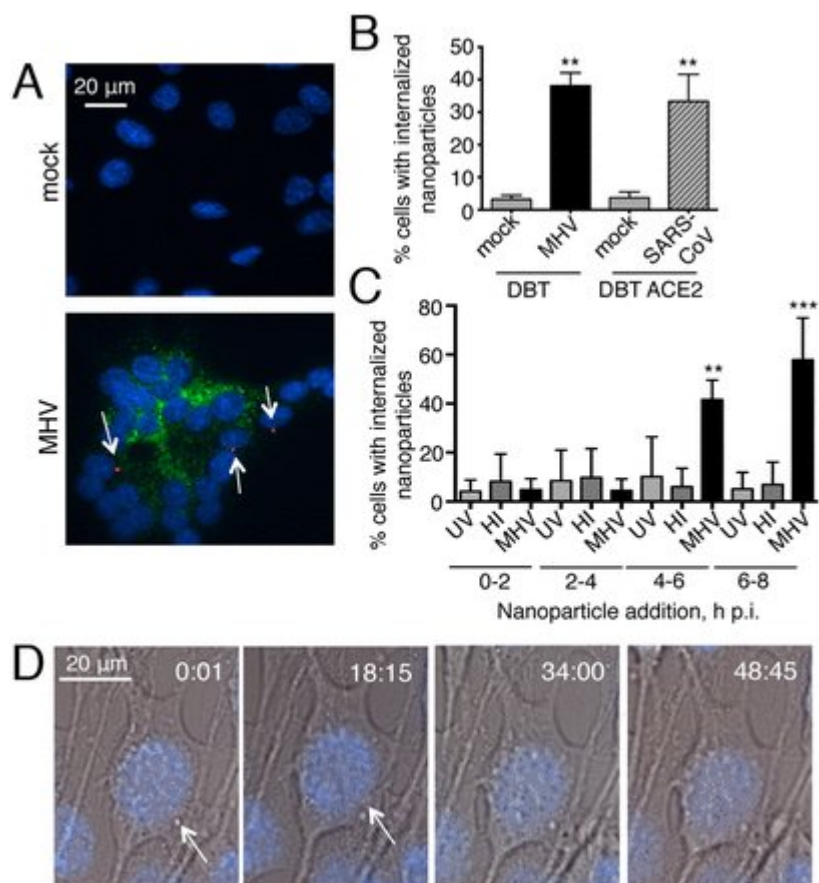 A
20 µm
mock
MHV
B
% cells with internalized
nanoparticles
50
40
30
20
10
0
**
**
mock
MHV
mock
SARS-
CoV
DBT
DBT ACE2
C
% cells with internalized
nanoparticles
80
60
40
20
0
**
***
UV
HI
MHV
UV
HI
MHV
UV
HI
MHV
UV
HI
MHV
0-2
2-4
4-6
6-8
Nanoparticle addition, h p.i.
D
20 µm
0:01
18:15
34:00
48:45